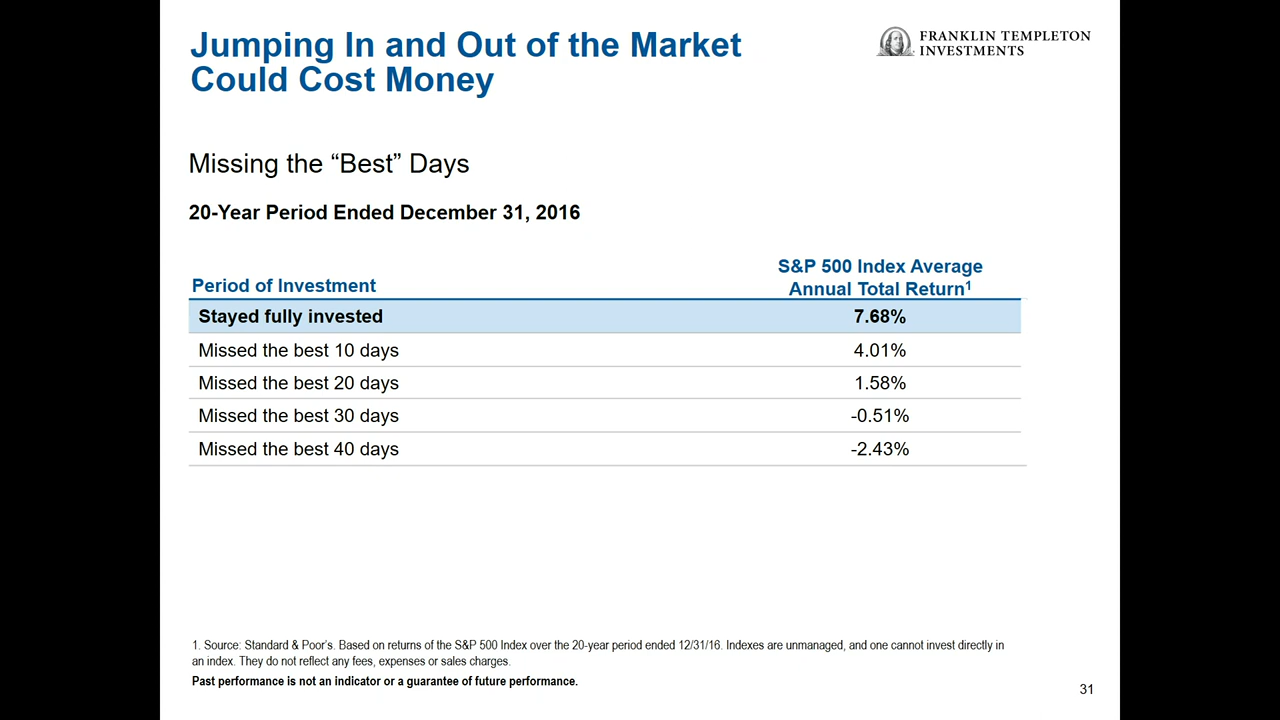 Jumping In and Out of the Market
Could Cost Money
FRANKLIN TEMPLETON
INVESTMENTS
Missing the “Best” Days
20-Year Period Ended December 31, 2016
Period of Investment
S&P 500 Index Average
Annual Total Return¹
Stayed fully invested 7.68%
Missed the best 10 days 4.01%
Missed the best 20 days 1.58%
Missed the best 30 days -0.51%
Missed the best 40 days -2.43%
1. Source: Standard & Poor’s. Based on returns of the S&P 500 Index over the 20-year period ended 12/31/16. Indexes are unmanaged, and one cannot invest directly in
an index. They do not reflect any fees, expenses or sales charges.
Past performance is not an indicator or a guarantee of future performance.
31